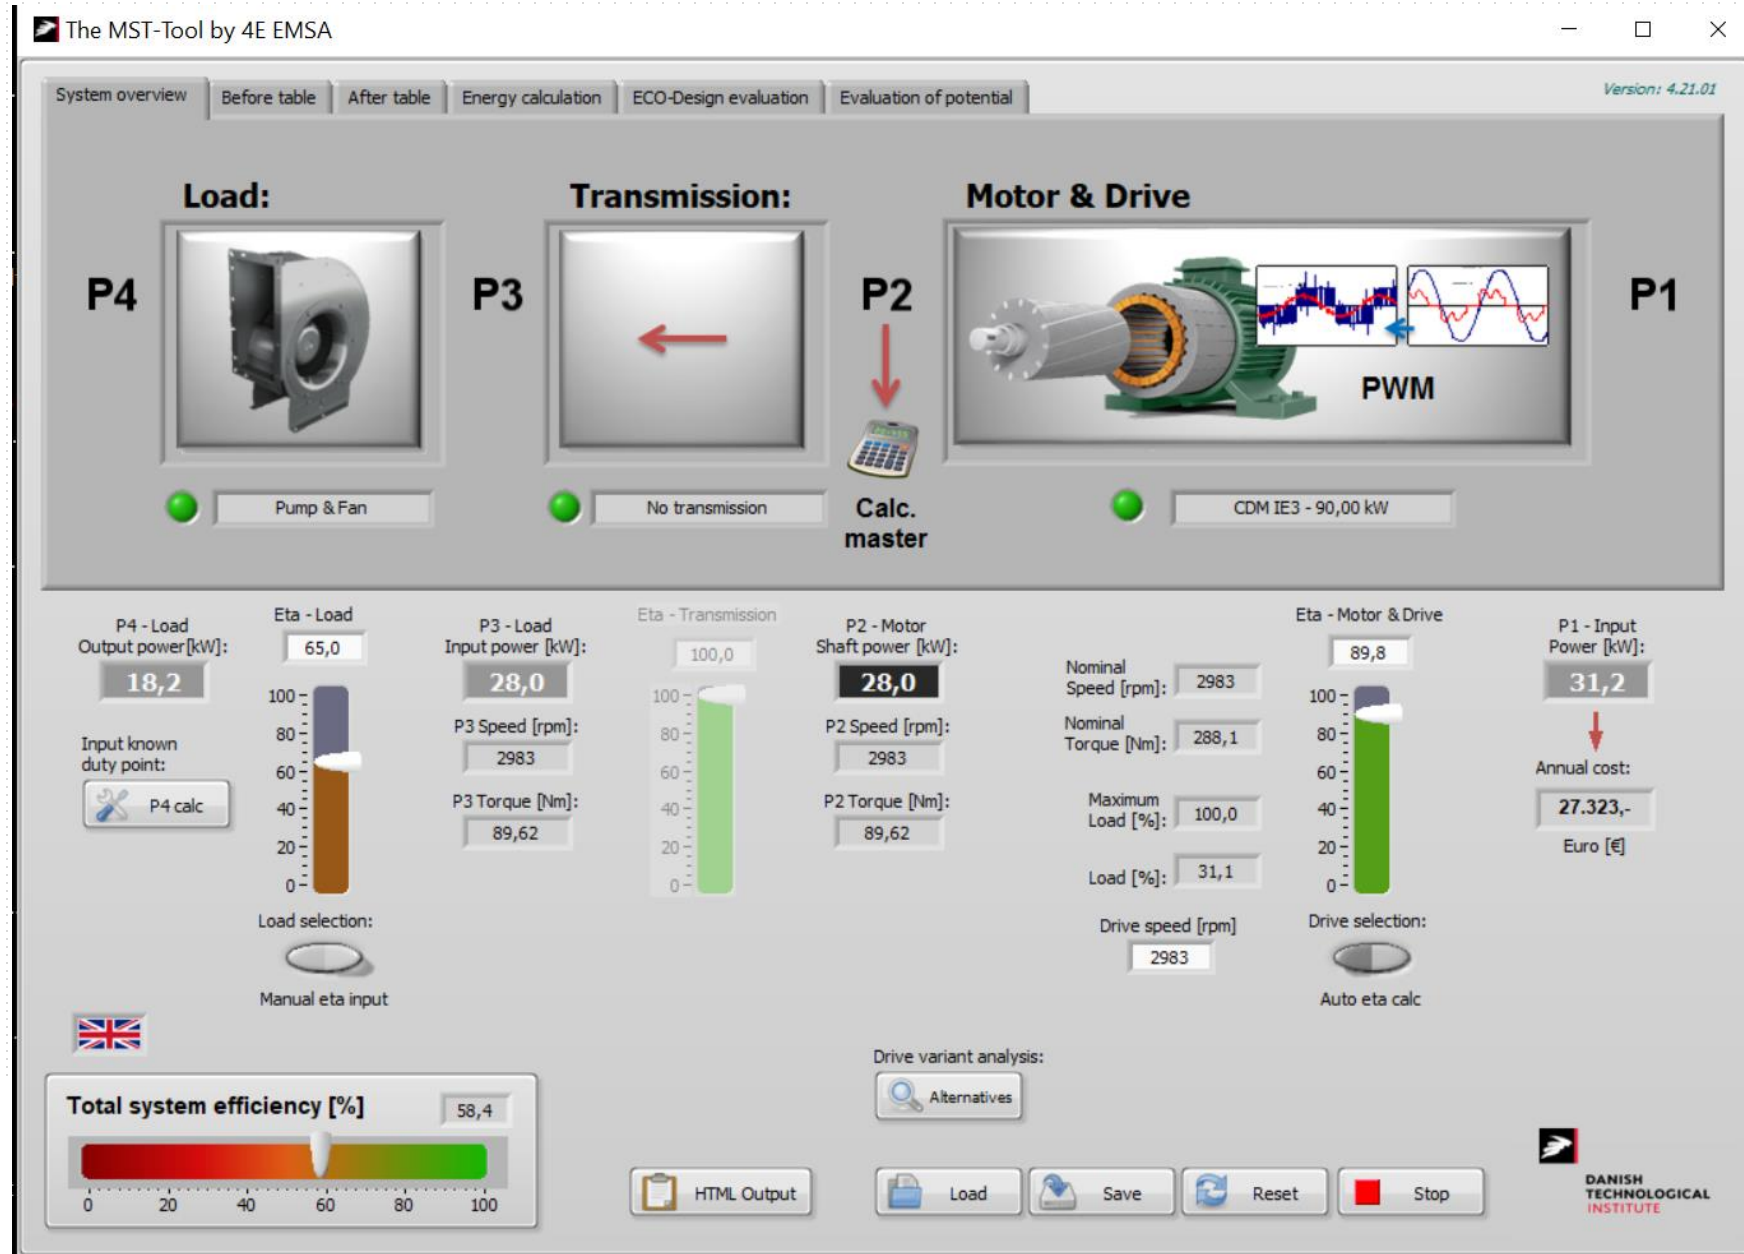 The MST-Tool by 4E EMSA
System overview
Before table
After table
Energy calculation
ECO-Design evaluation
Evaluation of potential
Version: 4.21.01
Load:
Transmission:
Motor & Drive
P4
P3
P2
P1
PWM
Pump & Fan
No transmission
Calc.
master
CDM IE3 - 90,00 kW
P4 - Load
Output power[kW]:
18,2
Input known
duty point:
P4 calc
Eta - Load
65,0
100
80
60
40
20
0
Load selection:
Manual eta input
P3 - Load
Input power [kW]:
28,0
P3 Speed [rpm]:
2983
P3 Torque [Nm]:
89,62
Eta - Transmission
100,0
100
80
60
40
20
0
P2 - Motor
Shaft power [kW]:
28,0
P2 Speed [rpm]:
2983
P2 Torque [Nm]:
89,62
Nominal
Speed [rpm]:
2983
Nominal
Torque [Nm]:
288,1
Maximum
Load [%]:
100,0
Load [%]:
31,1
Drive speed [rpm]
2983
Eta - Motor & Drive
89,8
100
80
60
40
20
0
Drive selection:
Auto eta calc
P1 - Input
Power [kW]:
31,2
Annual cost:
27.323,-
Euro [€]
Drive variant analysis:
Alternatives
Total system efficiency [%]
58,4
0 20 40 60 80 100
HTML Output
Load
Save
Reset
Stop
DANISH
TECHNOLOGICAL
INSTITUTE